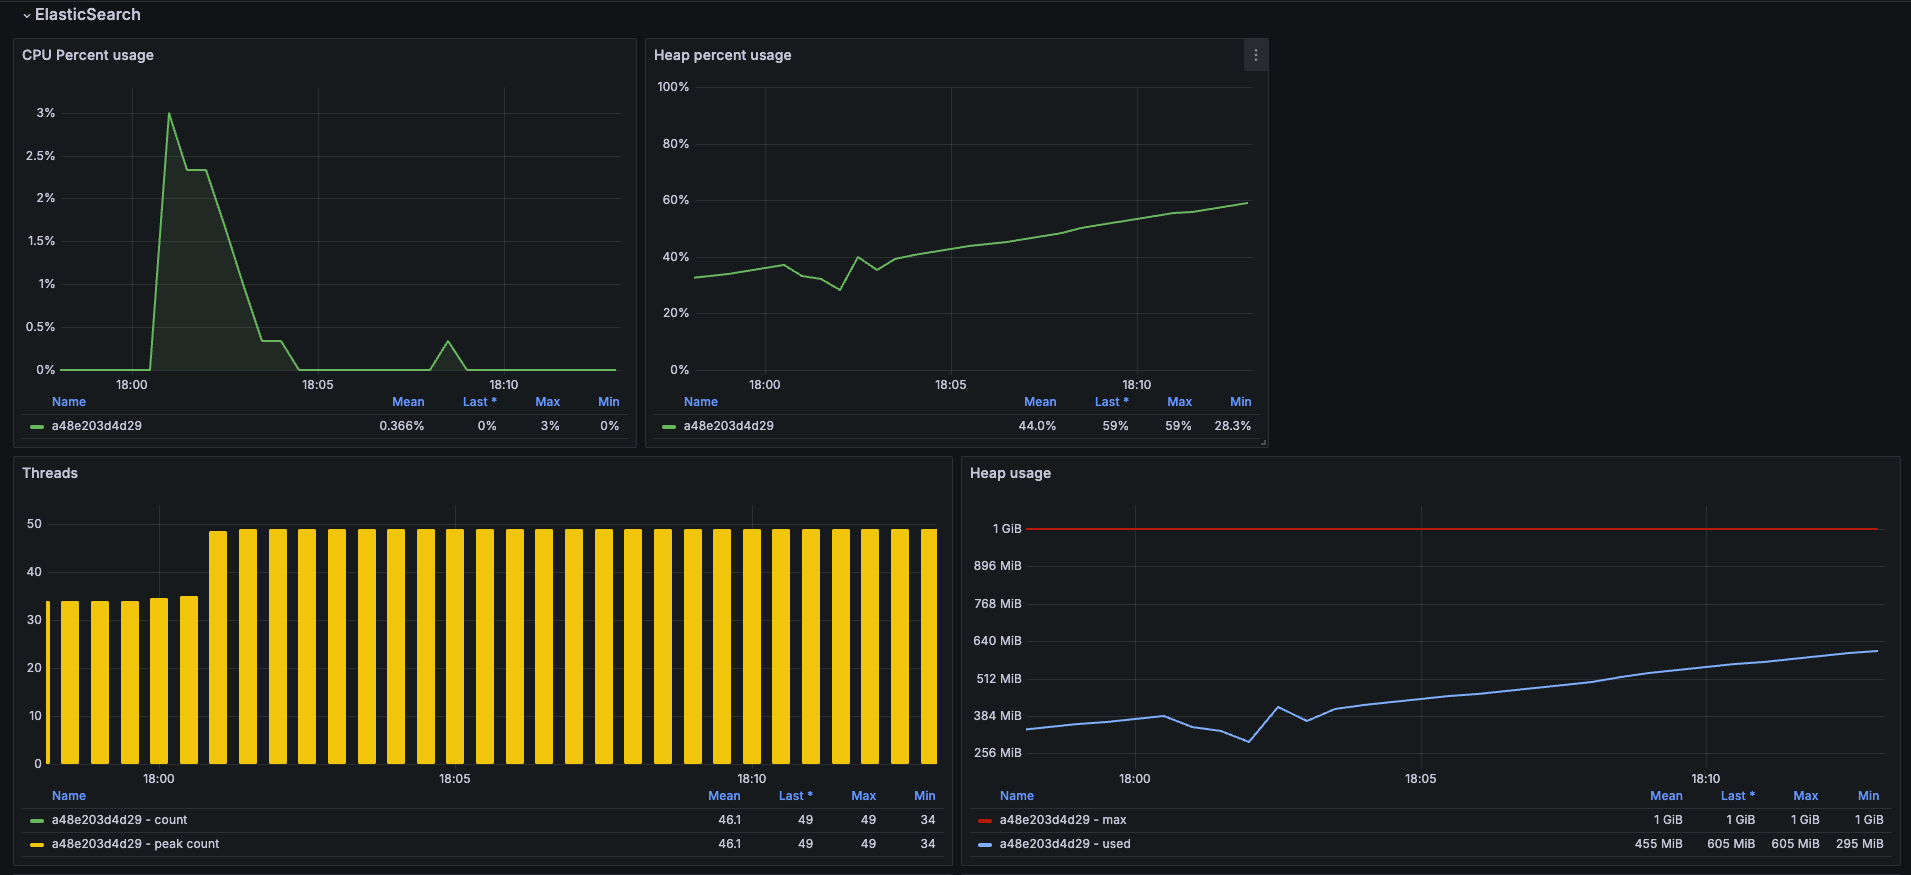 ElasticSearch
CPU Percent usage
3%
2.5%
2%
1.5%
1%
0.5%
0%
18:00 18:05 18:10
Name Mean Last * Max Min
a48e203d4d29 0.366% 0% 3% 0%
Heap percent usage
100%
80%
60%
40%
20%
0%
18:00 18:05 18:10
Name Mean Last * Max Min
a48e203d4d29 44.0% 59% 59% 28.3%
Threads
50
40
30
20
10
0
18:00 18:05 18:10
Name Mean Last * Max Min
a48e203d4d29 - count 46.1 49 49 34
a48e203d4d29 - peak count 46.1 49 49 34
Heap usage
1 GiB
896 MiB
768 MiB
640 MiB
512 MiB
384 MiB
256 MiB
18:00 18:05 18:10
Name Mean Last * Max Min
a48e203d4d29 - max 1 GiB 1 GiB 1 GiB 1 GiB
a48e203d4d29 - used 455 MiB 605 MiB 605 MiB 295 MiB